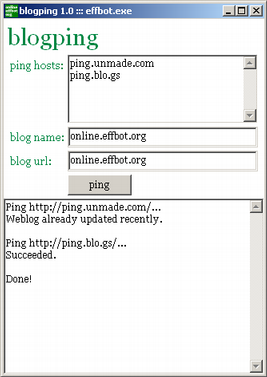 blogping 1.0 ::: effbot.exe
blogping
ping hosts:
ping.unmade.com
ping.blo.gs
blog name: online.effbot.org
blog url: online.effbot.org
ping
Ping http://ping.unmade.com/...
Weblog already updated recently.
Ping http://ping.blo.gs/...
Succeeded.
Done!